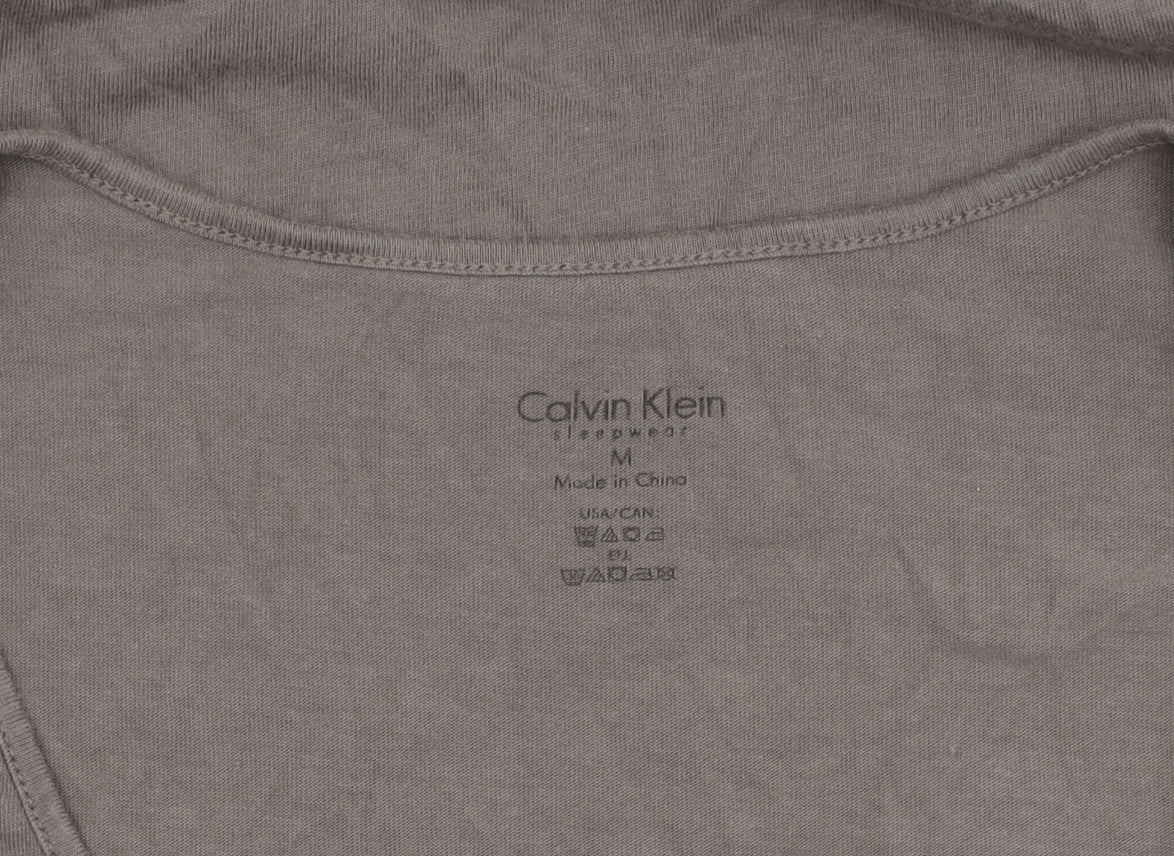 Calvin Klein
sleepwear
M
Made in China
USA/CAN:
EU